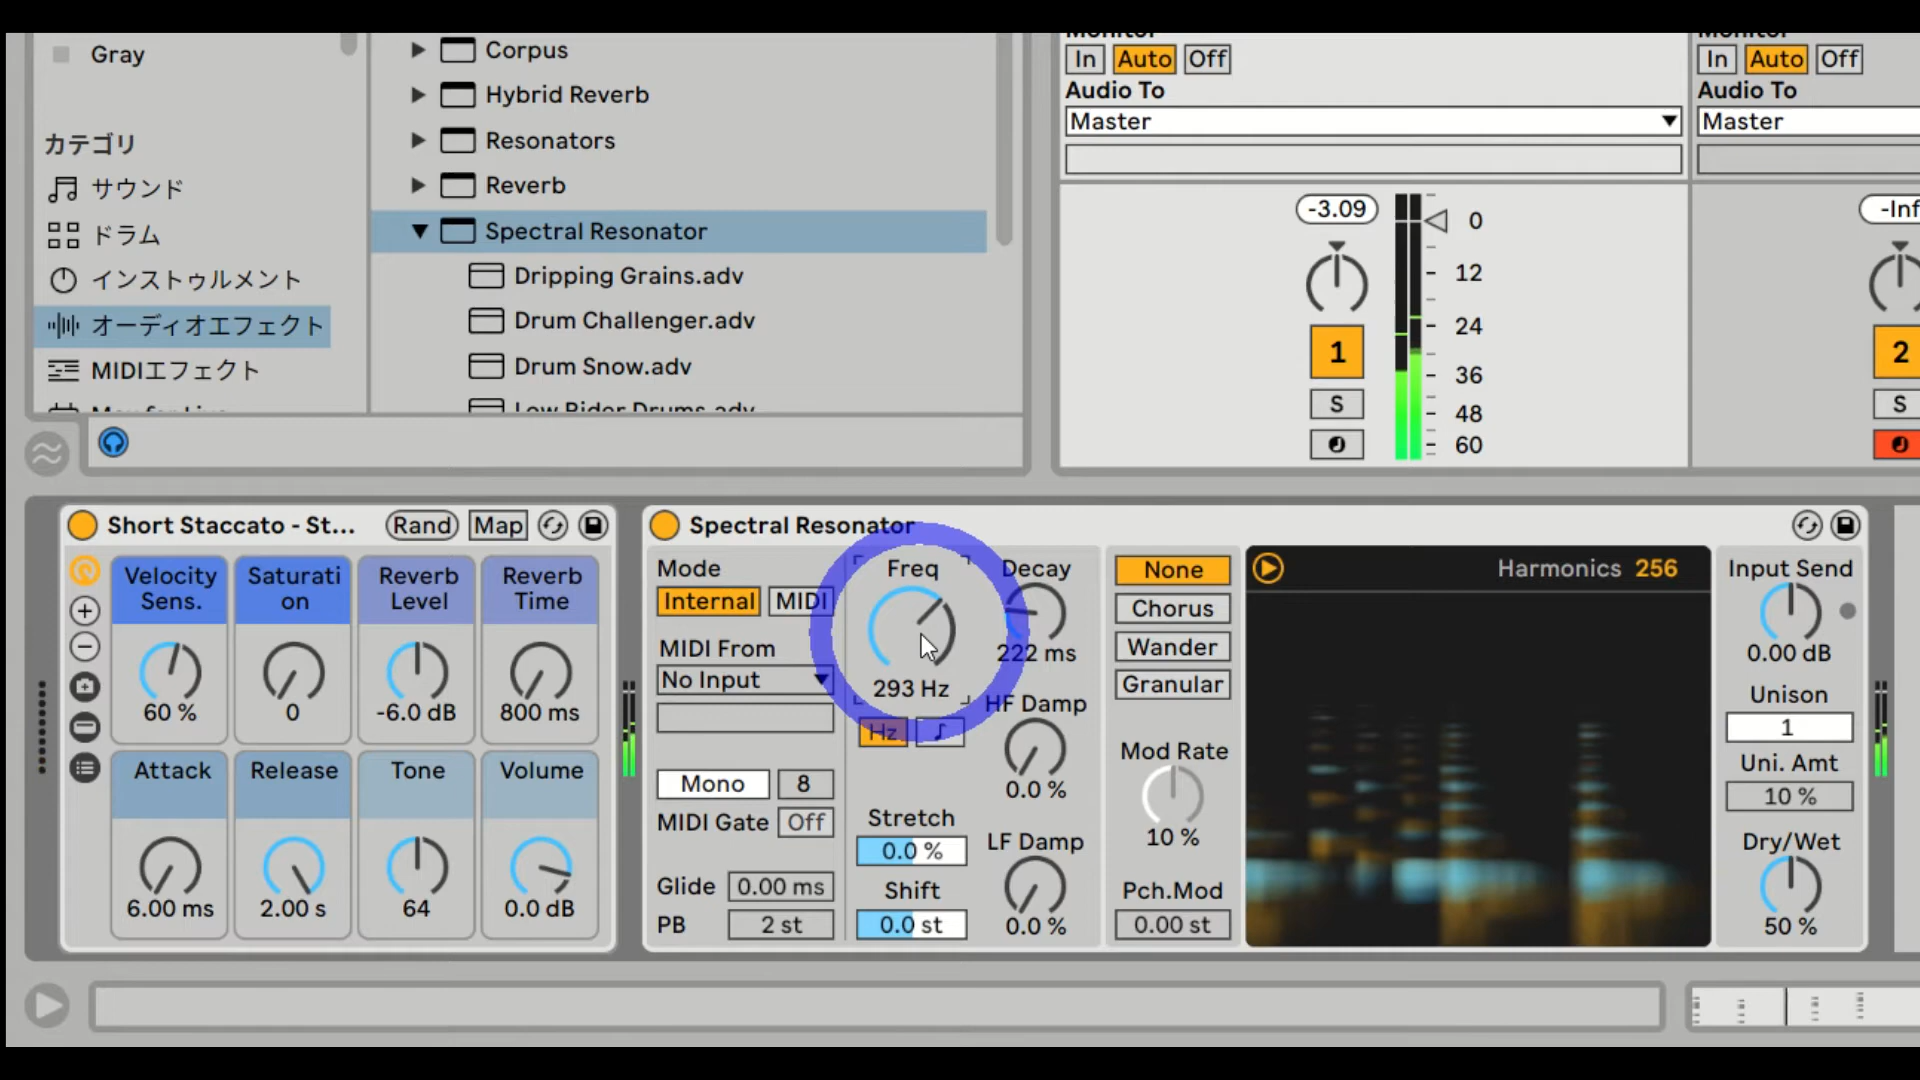 Gray
カテゴリ
サウンド
ドラム
インストゥルメント
オーディオエフェクト
MIDIエフェクト
Corpus
Hybrid Reverb
Resonators
Reverb
Spectral Resonator
Dripping Grains.adv
Drum Challenger.adv
Drum Snow.adv
Low Rider Drums.adv
Monitor
In Auto Off
Audio To
Master
-3.09
0
12
24
36
48
60
1
S
Monitor
In Auto Off
Audio To
Master
-Inf
2
S
Short Staccato - St... Rand Map
Velocity Sens.
60 %
Saturati
on
0
Reverb
Level
-6.0 dB
Reverb
Time
800 ms
Attack
6.00 ms
Release
2.00 s
Tone
64
Volume
0.0 dB
Spectral Resonator
Mode
Internal MIDI
MIDI From
No Input
Mono 8
MIDI Gate Off
Glide 0.00 ms
PB 2 st
Freq
293 Hz
Hz
Stretch
0.0 %
Shift
0.0 st
Decay
222 ms
HF Damp
0.0 %
LF Damp
0.0 %
None
Chorus
Wander
Granular
Mod Rate
10 %
Pch.Mod
0.00 st
Harmonics 256
Input Send
0.00 dB
Unison
1
Uni. Amt
10 %
Dry/Wet
50 %